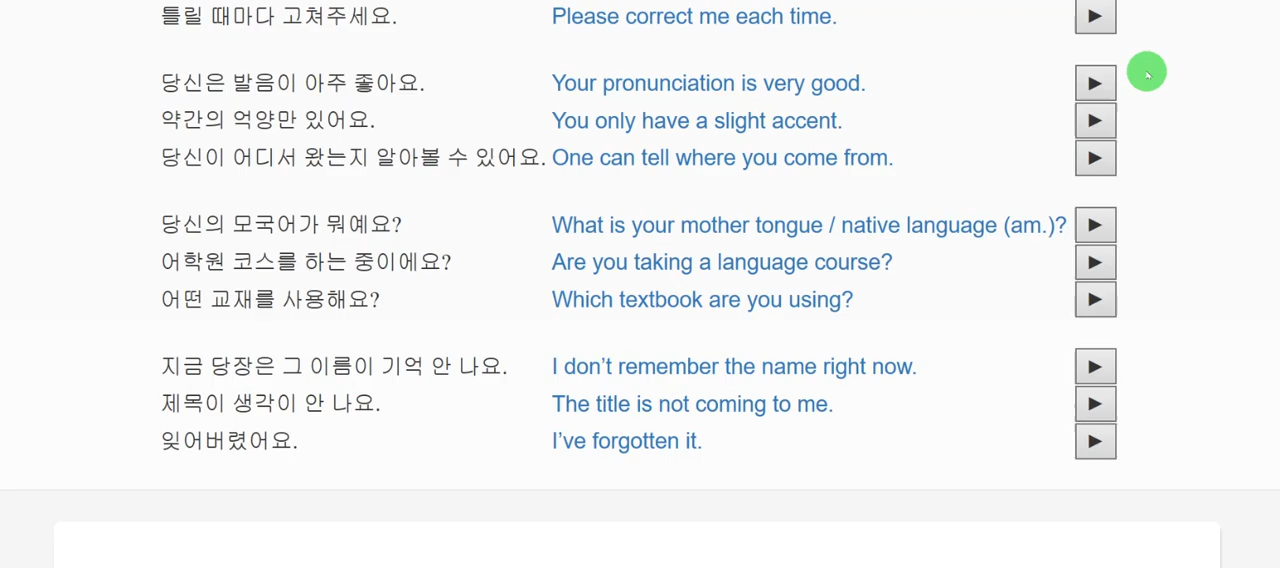 틀릴 때마다 고쳐주세요. Please correct me each time.
당신은 발음이 아주 좋아요. Your pronunciation is very good.
약간의 억양만 있어요. You only have a slight accent.
당신이 어디서 왔는지 알아볼 수 있어요. One can tell where you come from.
당신의 모국어가 뭐예요? What is your mother tongue / native language (am.)?
어학원 코스를 하는 중이에요? Are you taking a language course?
어떤 교재를 사용해요? Which textbook are you using?
지금 당장은 그 이름이 기억 안 나요. I don’t remember the name right now.
제목이 생각이 안 나요. The title is not coming to me.
잊어버렸어요. I’ve forgotten it.